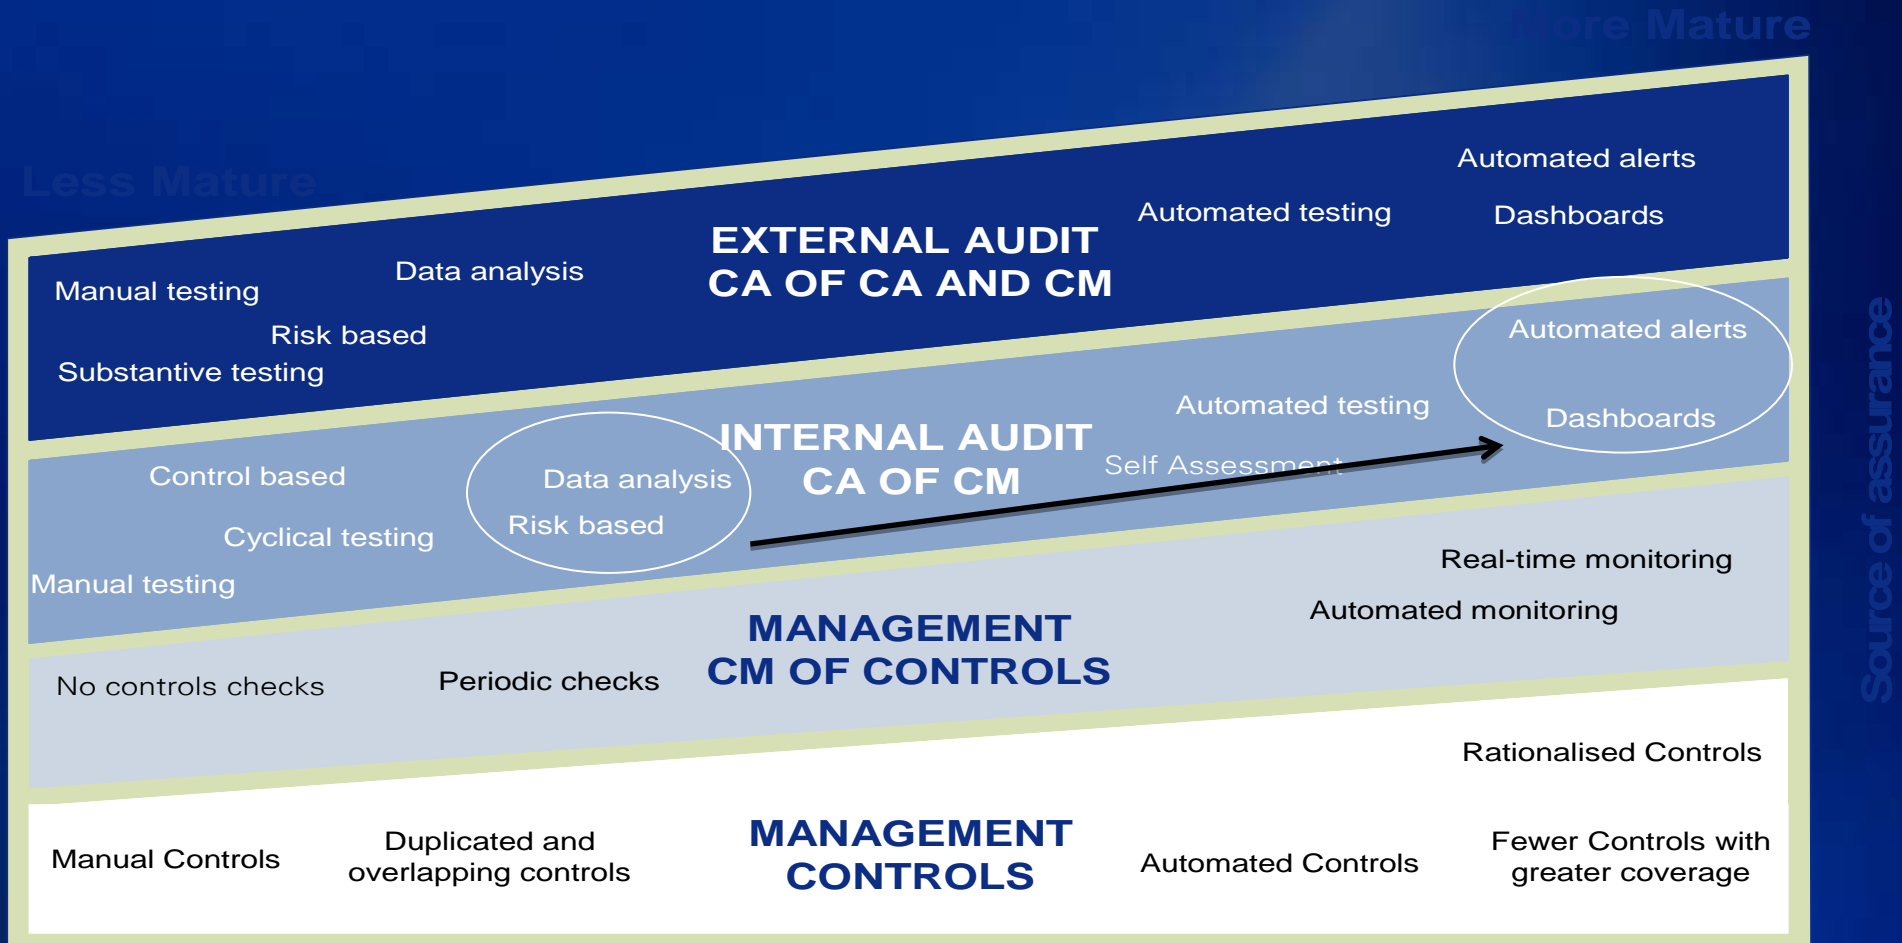 More Mature
Less Mature
Automated alerts
Automated testing
Dashboards
EXTERNAL AUDIT
CA OF CA AND CM
Data analysis
Manual testing
Risk based
Substantive testing
Automated alerts
Automated testing
Dashboards
INTERNAL AUDIT
CA OF CM
Self Assessment
Control based
Data analysis
Risk based
Cyclical testing
Manual testing
Real-time monitoring
Automated monitoring
MANAGEMENT
CM OF CONTROLS
No controls checks
Periodic checks
Rationalised Controls
MANAGEMENT
CONTROLS
Manual Controls
Duplicated and
overlapping controls
Automated Controls
Fewer Controls with
greater coverage
Source of assurance